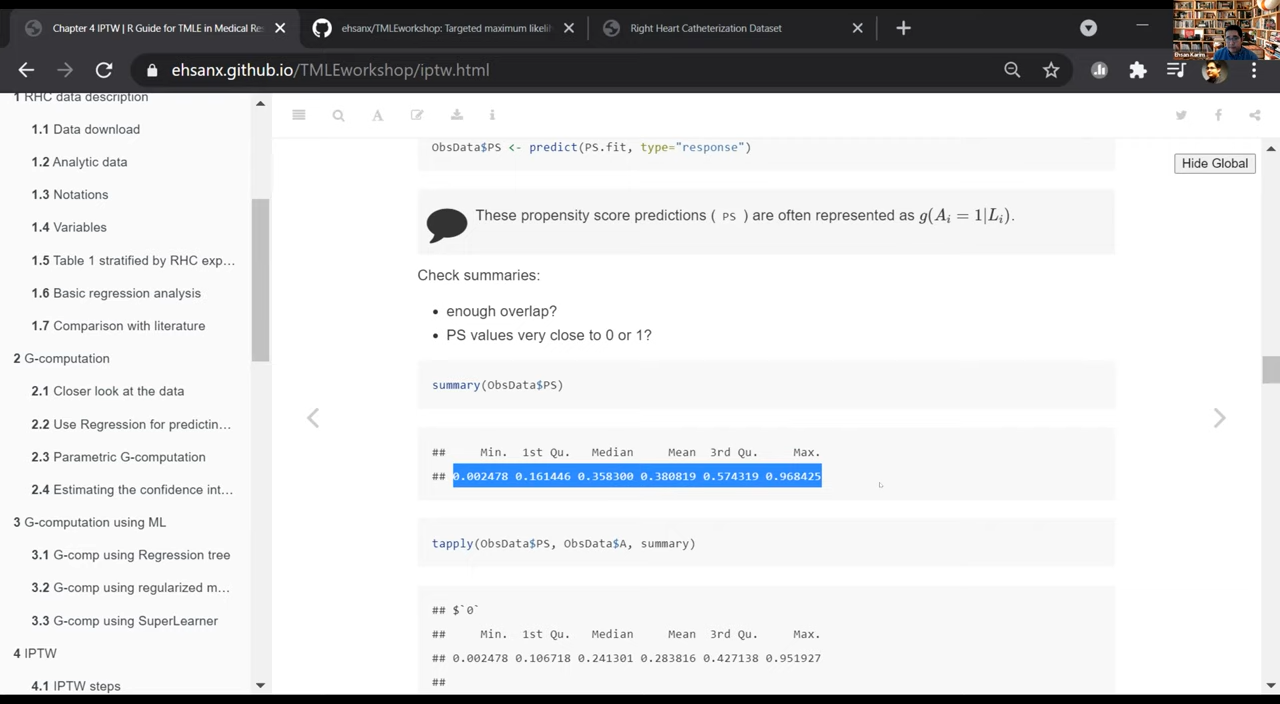 Chapter 4 IPTW | R Guide for TMLE in Medical Re
ehsanx/TMLEworkshop: Targeted maximum likeli
Right Heart Catheterization Dataset
Ehsan Karim
ehsanx.github.io/TMLEworkshop/iptw.html
1 RHC data description
1.1 Data download
1.2 Analytic data
1.3 Notations
1.4 Variables
1.5 Table 1 stratified by RHC exp…
1.6 Basic regression analysis
1.7 Comparison with literature
2 G-computation
2.1 Closer look at the data
2.2 Use Regression for predictin…
2.3 Parametric G-computation
2.4 Estimating the confidence int…
3 G-computation using ML
3.1 G-comp using Regression tree
3.2 G-comp using regularized m…
3.3 G-comp using SuperLearner
4 IPTW
4.1 IPTW steps
Hide Global
ObsData$PS <- predict(PS.fit, type="response")
These propensity score predictions ( PS ) are often represented as g(Ai = 1|Li).
Check summaries:
• enough overlap?
• PS values very close to 0 or 1?
summary(ObsData$PS)
## Min. 1st Qu. Median Mean 3rd Qu. Max.
## 0.002478 0.161446 0.358300 0.380819 0.574319 0.968425
tapply(ObsData$PS, ObsData$A, summary)
## $`0`
## Min. 1st Qu. Median Mean 3rd Qu. Max.
## 0.002478 0.106718 0.241301 0.283816 0.427138 0.951927
##